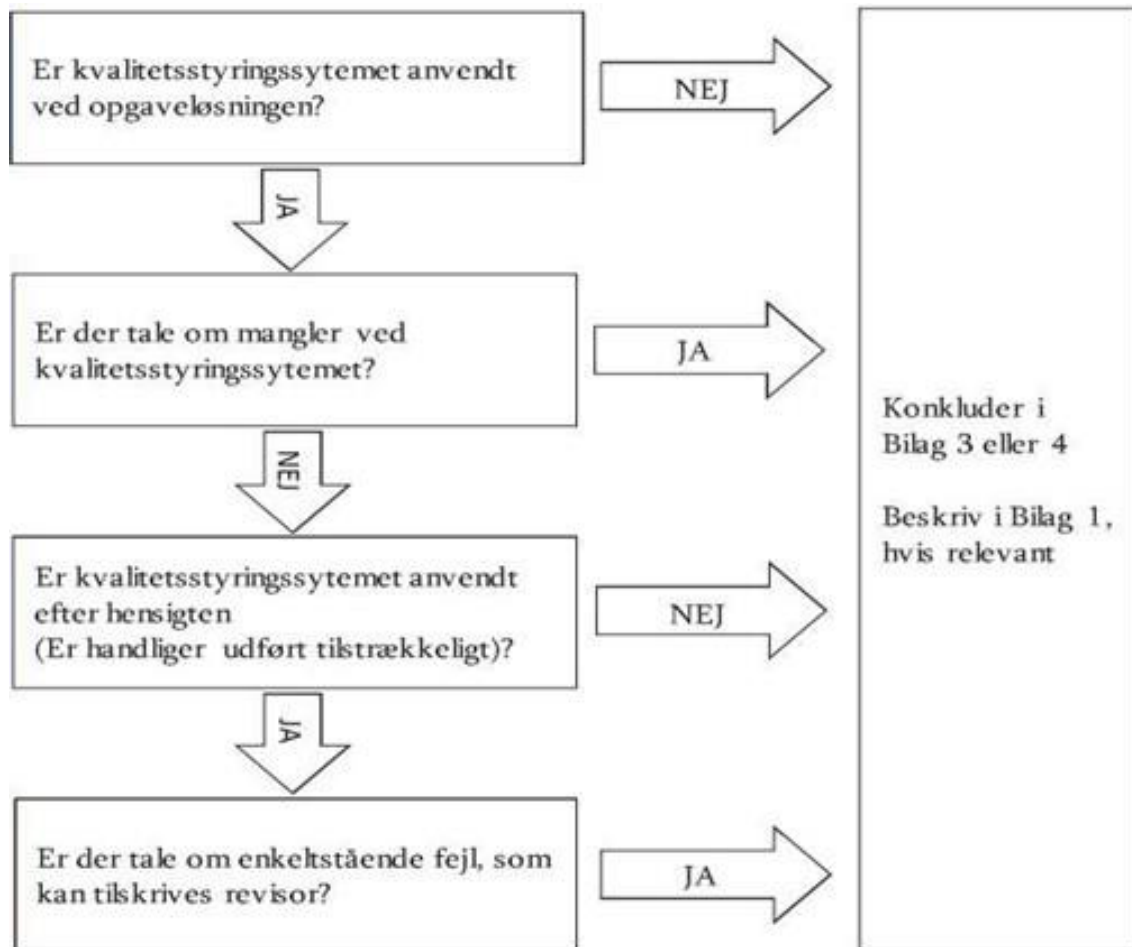 Er kvalitetsstyringssytemet anvendt
ved opgaveløsningen?
NEJ
JA
Er der tale om mangler ved
kvalitetsstyringssytemet?
JA
NEJ
Er kvalitetsstyringssytemet anvendt
efter hensigten
(Er handliger udført tilstrækkeligt)?
NEJ
JA
Er der tale om enkeltstående fejl, som
kan tilskrives revisor?
JA
Konkluder i
Bilag 3 eller 4
Beskriv i Bilag 1,
hvis relevant